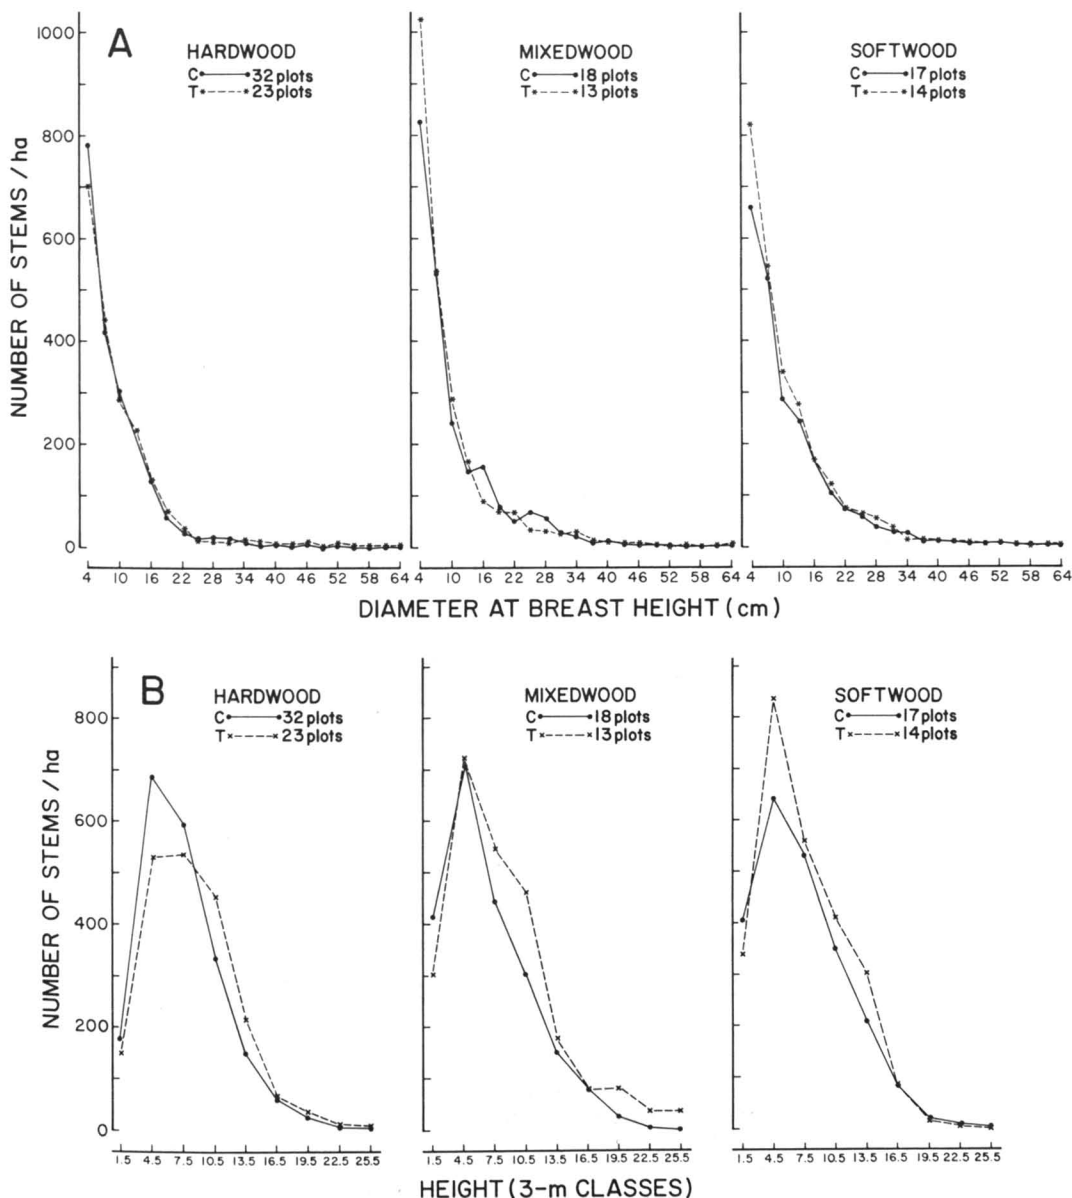 A
HARDWOOD
C 32 plots
T 23 plots
MIXEDWOOD
C 18 plots
T 13 plots
SOFTWOOD
C 17 plots
T 14 plots
NUMBER OF STEMS / ha
1000
800
600
400
200
0
4 10 16 22 28 34 40 46 52 58 64
4 10 16 22 28 34 40 46 52 58 64
4 10 16 22 28 34 40 46 52 58 64
DIAMETER AT BREAST HEIGHT (cm)
B
HARDWOOD
C 32 plots
T 23 plots
MIXEDWOOD
C 18 plots
T 13 plots
SOFTWOOD
C 17 plots
T 14 plots
NUMBER OF STEMS / ha
800
600
400
200
0
1.5 4.5 7.5 10.5 13.5 16.5 19.5 22.5 25.5
1.5 4.5 7.5 10.5 13.5 16.5 19.5 22.5 25.5
1.5 4.5 7.5 10.5 13.5 16.5 19.5 22.5 25.5
HEIGHT (3-m CLASSES)